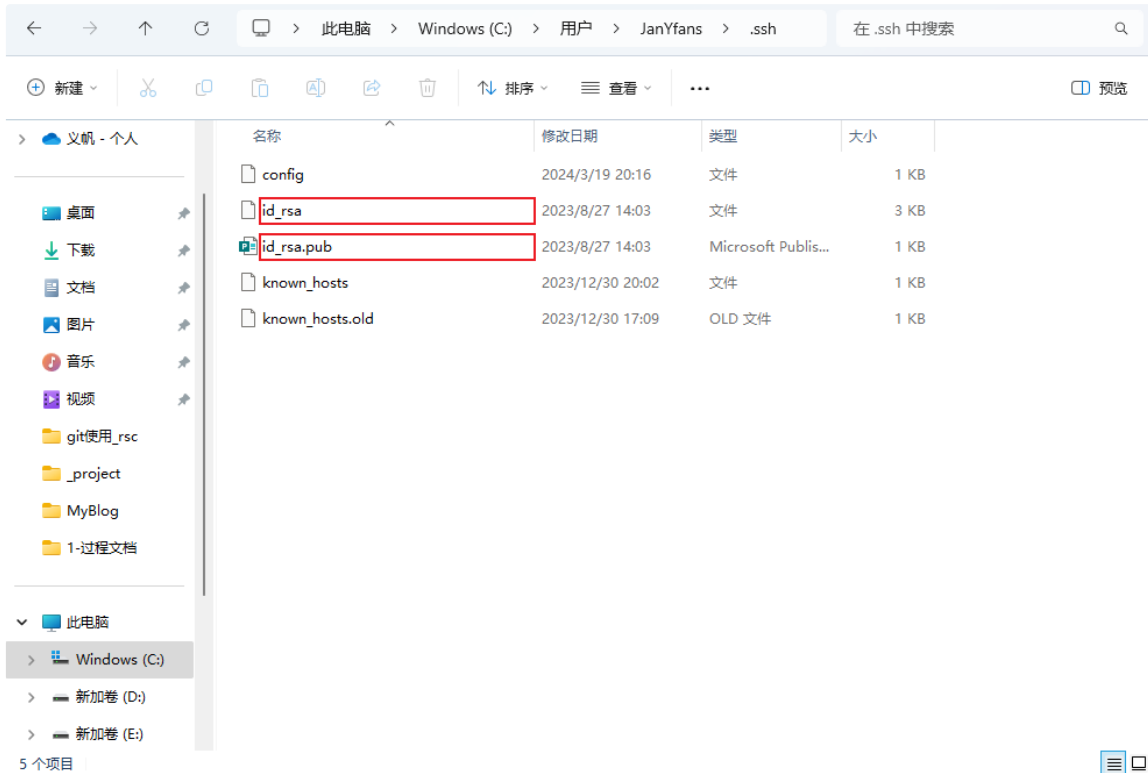 此电脑 > Windows (C:) > 用户 > JanYfans > .ssh 在 .ssh 中搜索
新建 排序 查看 ... 预览
义帆 - 个人
桌面
下载
文档
图片
音乐
视频
git使用_rsc
_project
MyBlog
1-过程文档
此电脑
Windows (C:)
新加卷 (D:)
新加卷 (E:)
名称 修改日期 类型 大小
config 2024/3/19 20:16 文件 1 KB
id_rsa 2023/8/27 14:03 文件 3 KB
id_rsa.pub 2023/8/27 14:03 Microsoft Publis... 1 KB
known_hosts 2023/12/30 20:02 文件 1 KB
known_hosts.old 2023/12/30 17:09 OLD 文件 1 KB
5 个项目